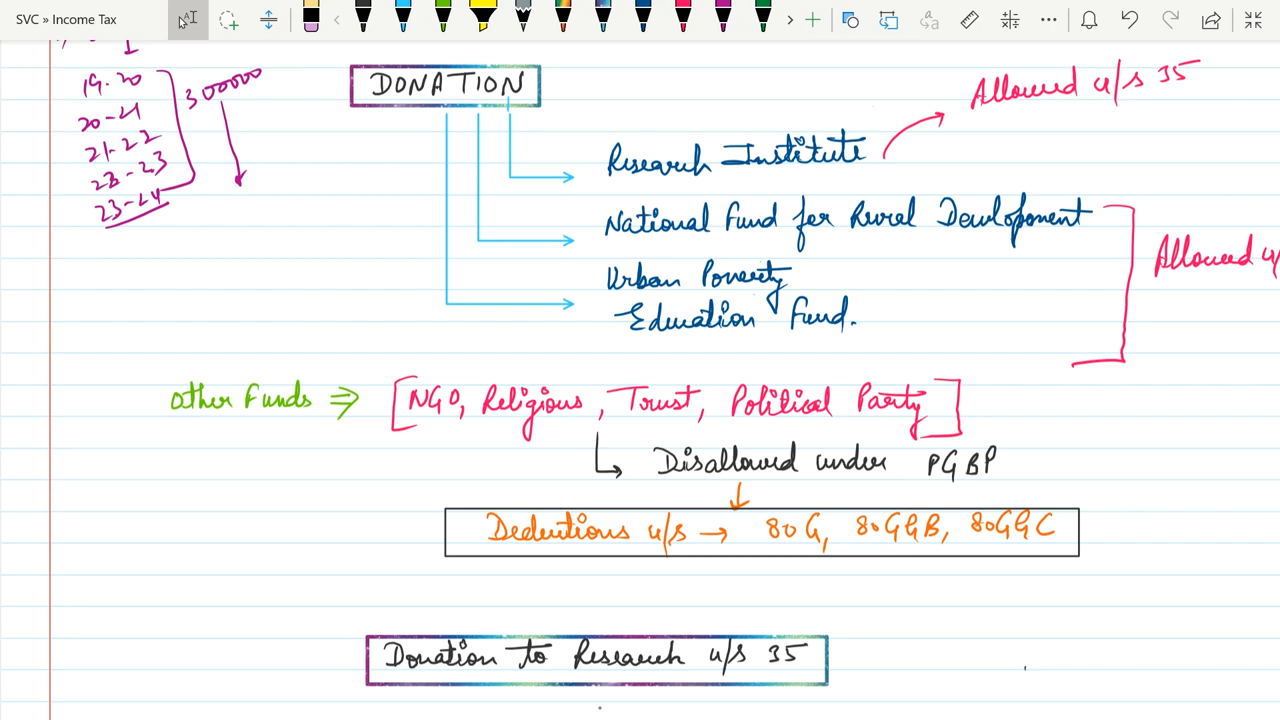 SVC » Income Tax
19-20
20-21
21-22
22-23
23-24
300000
DONATION
Allowed u/s 35
Research Institute
National Fund for Rural Development
Urban Poverty
Education Fund.
Allowed u/
Other Funds ⇒ [NGO, Religious, Trust, Political Party]
↳ Disallowed under PGBP
Deductions u/s → 80G, 80GGB, 80GGC
Donation to Research u/s 35